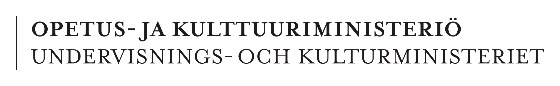 OPETUS- JA KULTTUURIMINISTERIÖ
UNDERVISNINGS- OCH KULTURMINISTERIET